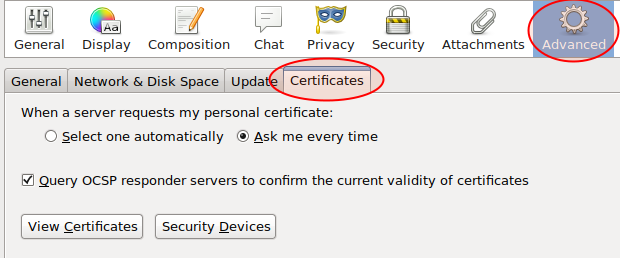 General Display Composition Chat Privacy Security Attachments Advanced
General Network & Disk Space Update Certificates
When a server requests my personal certificate:
Select one automatically Ask me every time
Query OCSP responder servers to confirm the current validity of certificates
View Certificates Security Devices